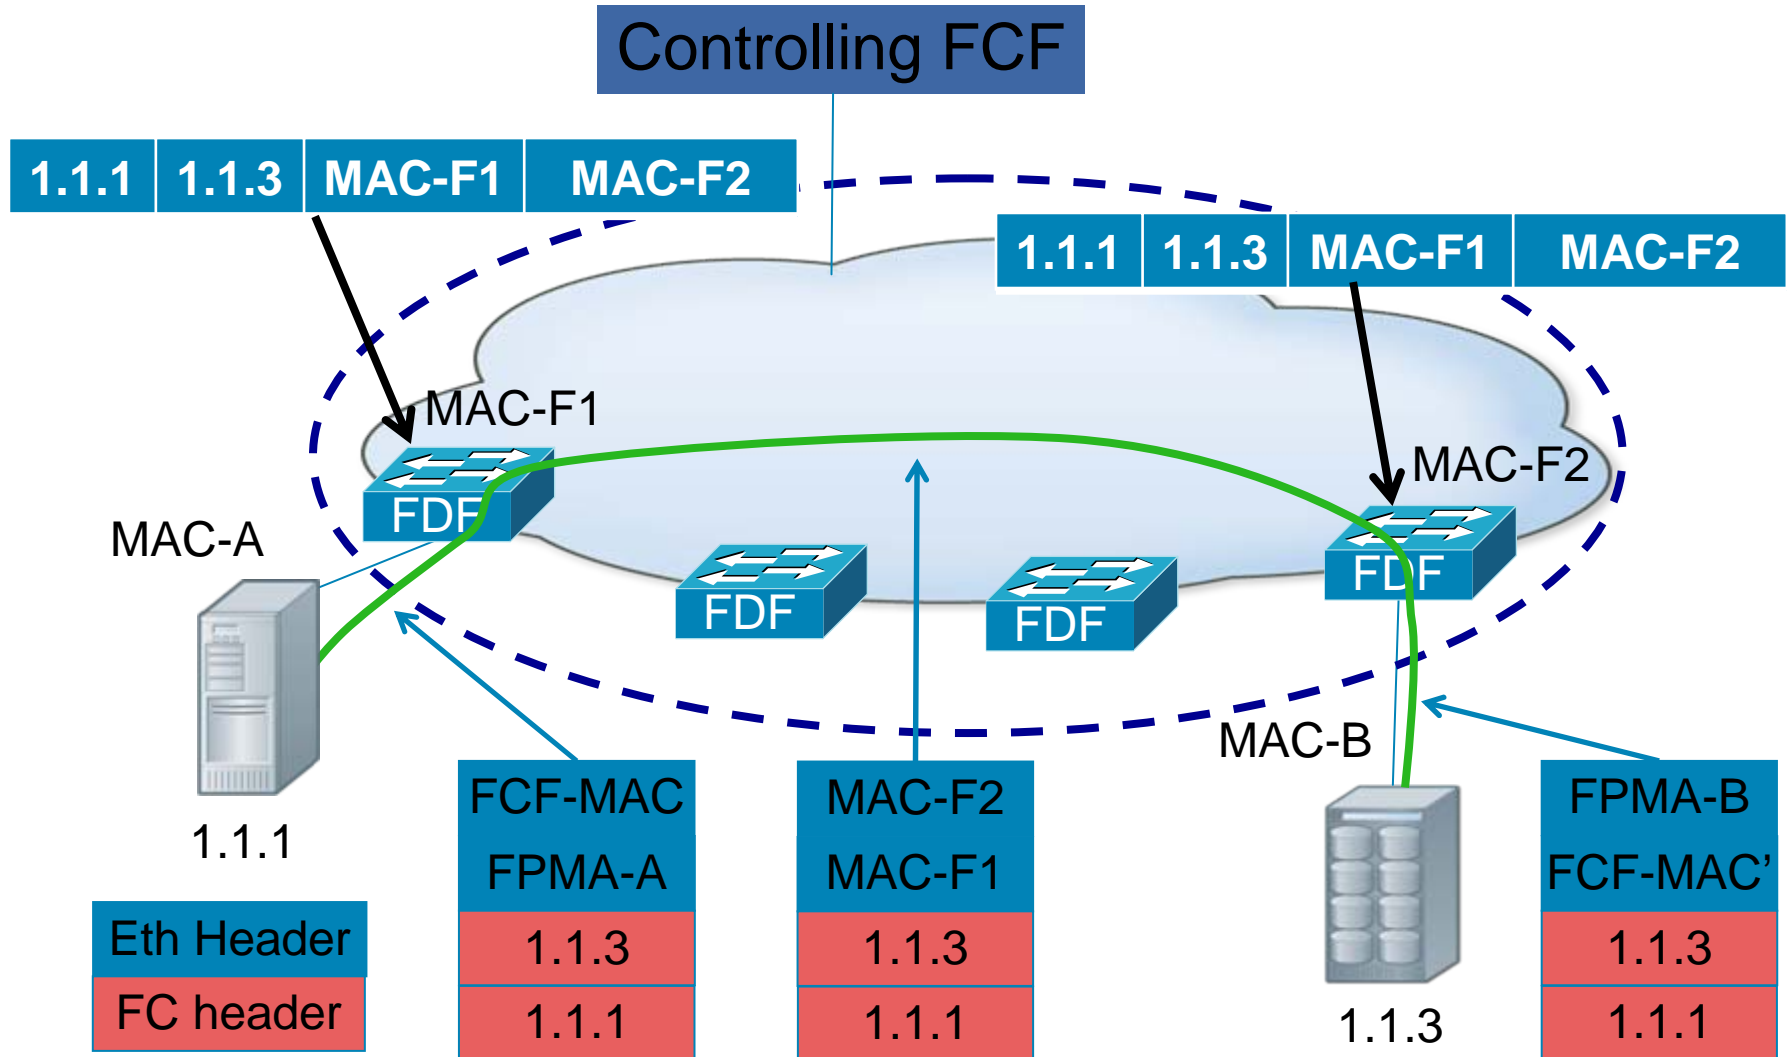 Controlling FCF
1.1.1 1.1.3 MAC-F1 MAC-F2
1.1.1 1.1.3 MAC-F1 MAC-F2
MAC-F1
MAC-F2
FDF
MAC-A
FDF
FDF
FDF
MAC-B
1.1.1
1.1.3
Eth Header
FC header
FCF-MAC
FPMA-A
1.1.3
1.1.1
MAC-F2
MAC-F1
1.1.3
1.1.1
FPMA-B
FCF-MAC’
1.1.3
1.1.1